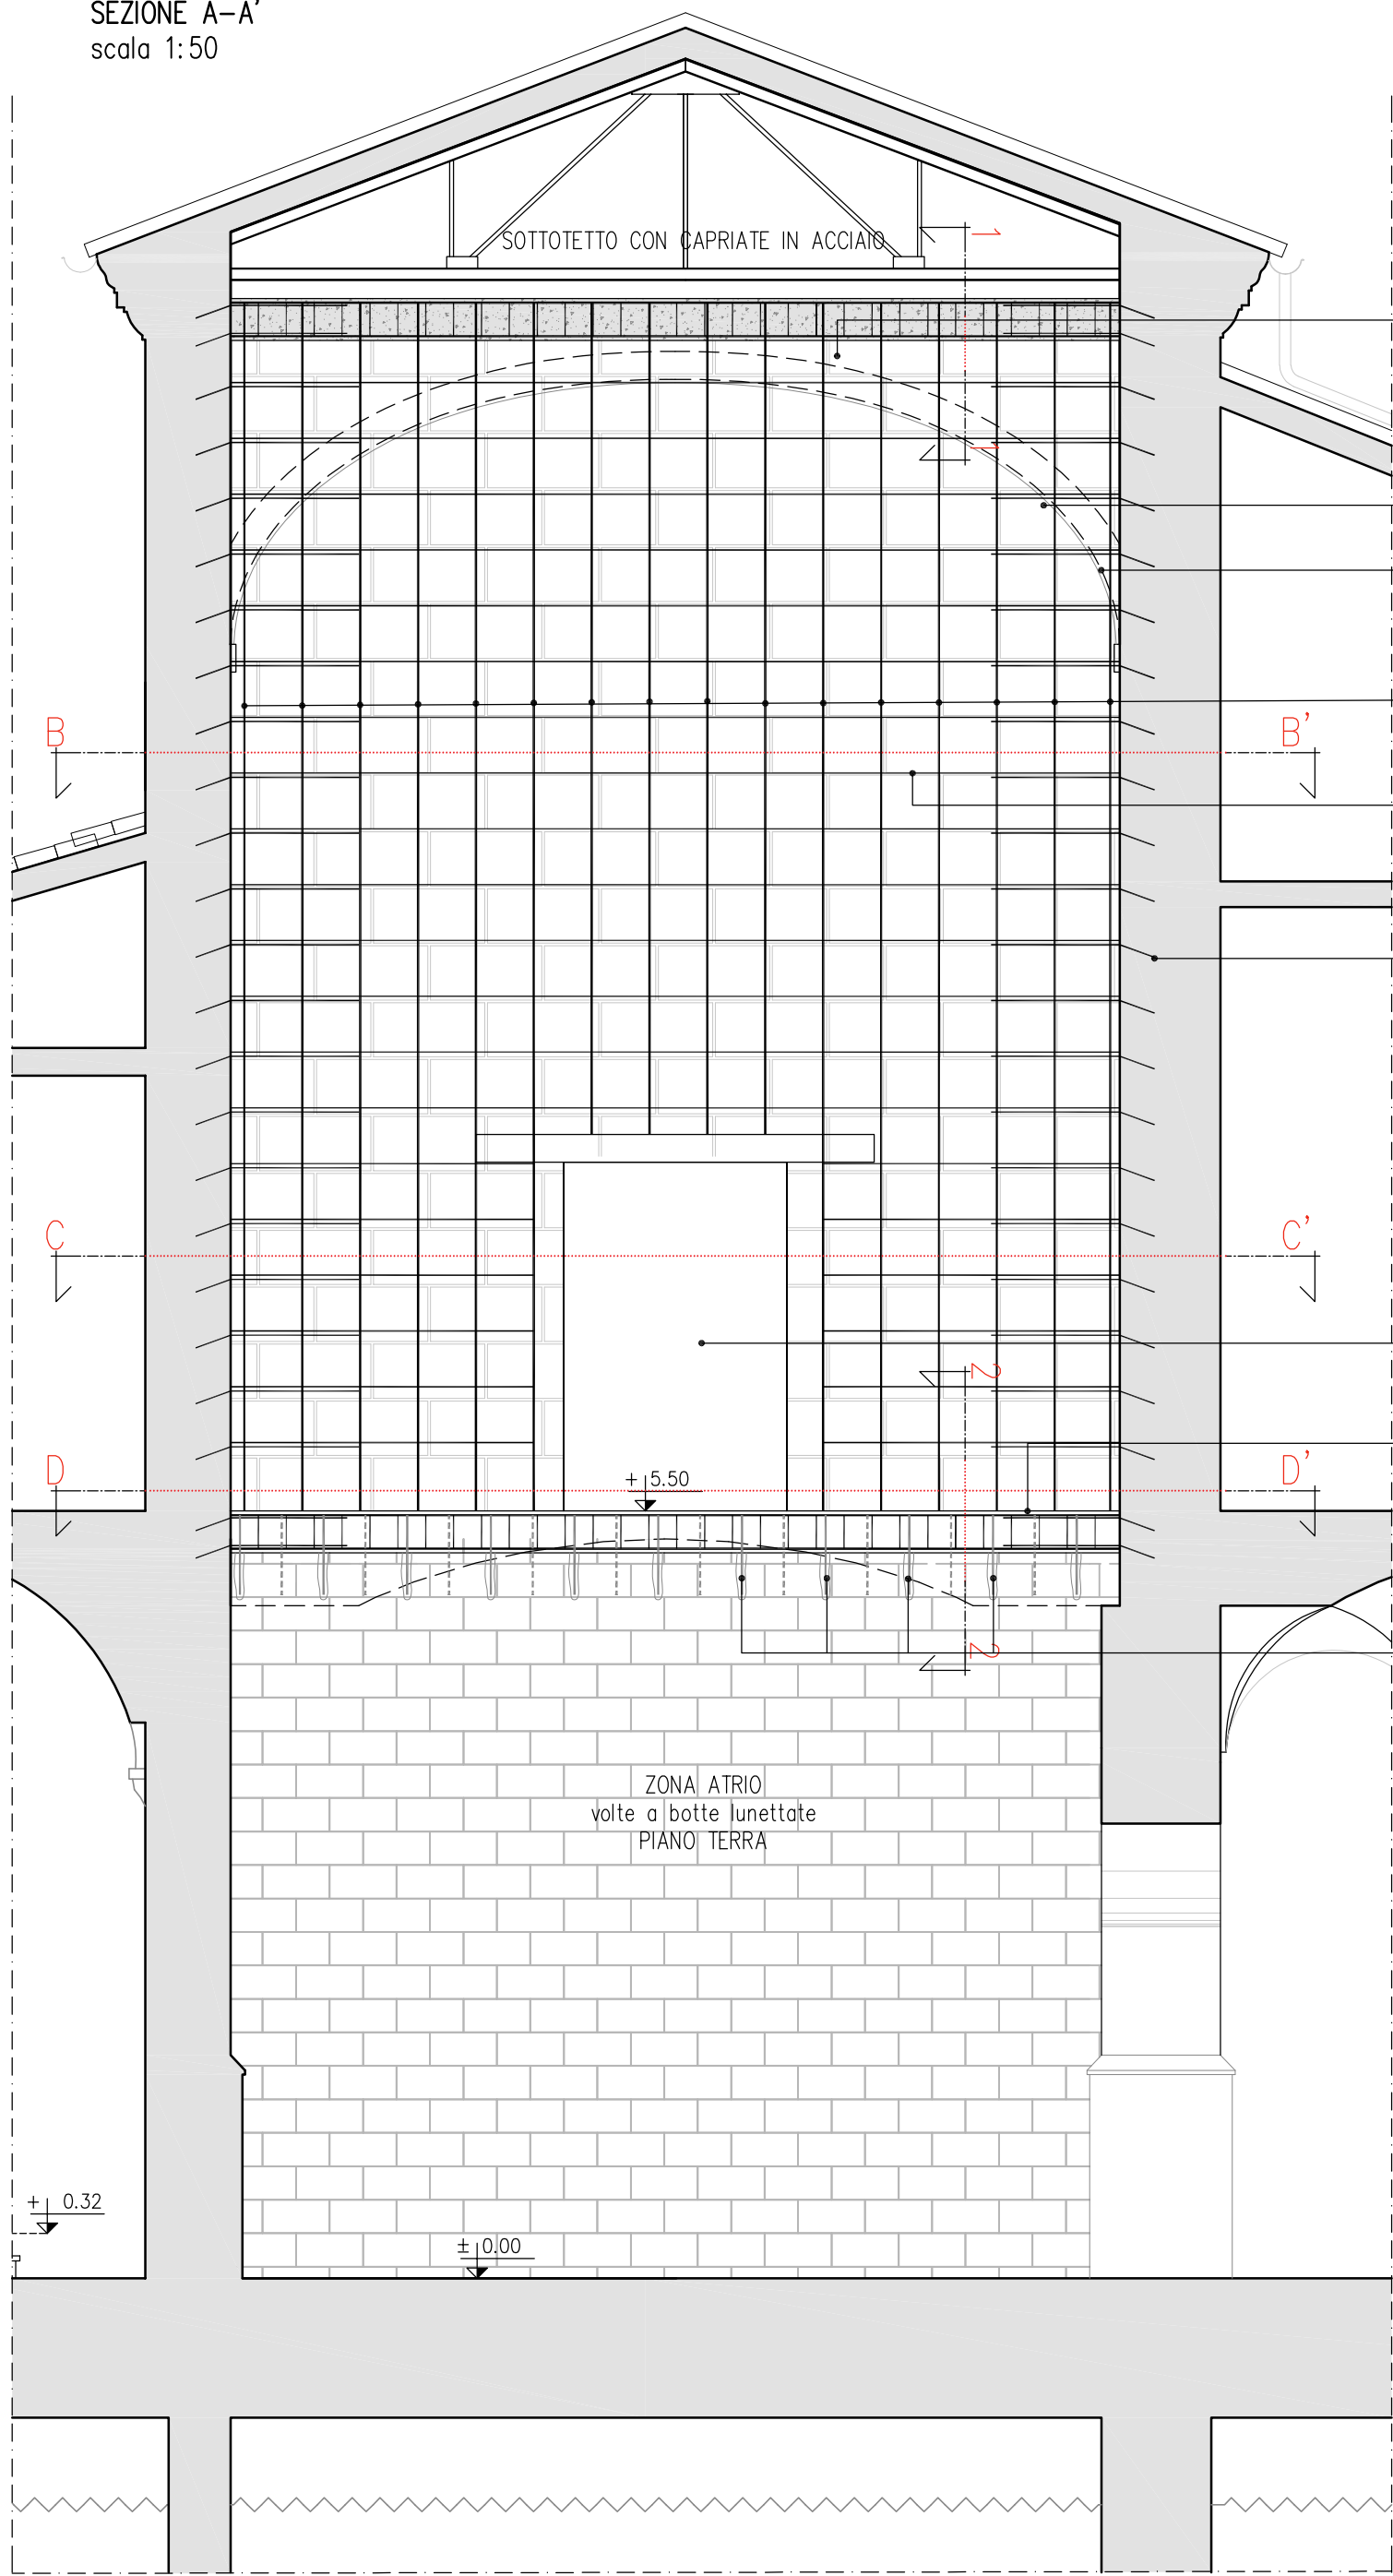 SEZIONE A-A'
scala 1:50
SOTTOTETTO CON CAPRIATE IN ACCIAIO
1
1
B
B'
C
C'
2
D
D'
+ 5.50
2
ZONA ATRIO
volte a botte lunettate
PIANO TERRA
+ 0.32
± 0.00